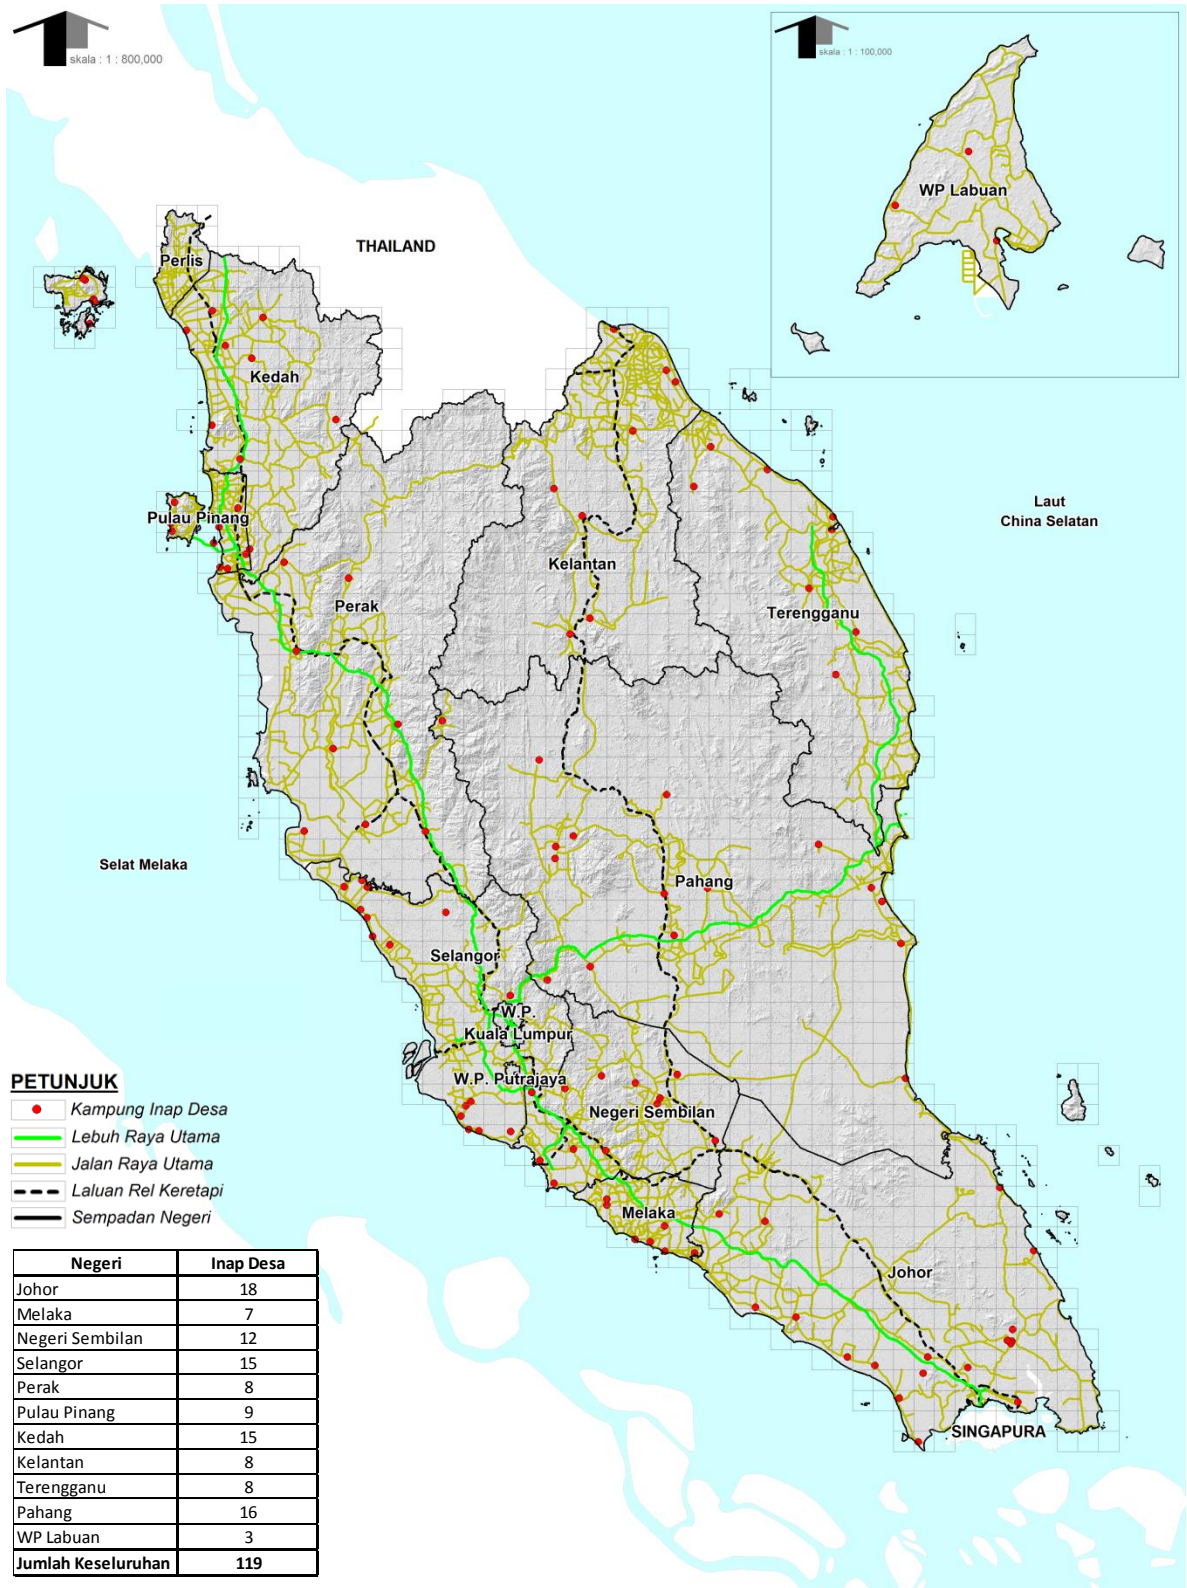 skala : 1 : 800,000
skala : 1 : 100,000
WP Labuan
THAILAND
Perlis
Kedah
Laut
China Selatan
Pulau Pinang
Kelantan
Perak
Terengganu
Selat Melaka
Pahang
Selangor
W.P.
Kuala Lumpur
W.P. Putrajaya
Negeri Sembilan
Melaka
Johor
SINGAPURA
PETUNJUK
Kampung Inap Desa
Lebuh Raya Utama
Jalan Raya Utama
Laluan Rel Keretapi
Sempadan Negeri
Negeri Inap Desa
Johor 18
Melaka 7
Negeri Sembilan 12
Selangor 15
Perak 8
Pulau Pinang 9
Kedah 15
Kelantan 8
Terengganu 8
Pahang 16
WP Labuan 3
Jumlah Keseluruhan 119